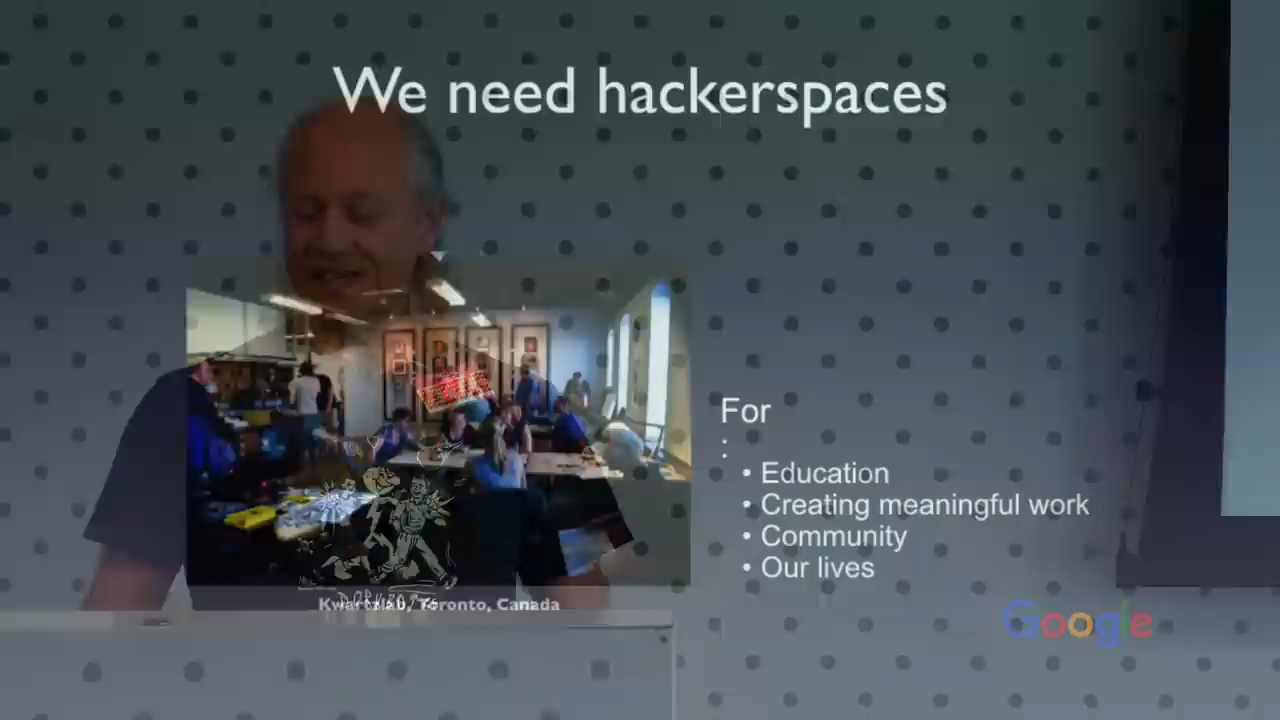 We need hackerspaces
For
:
• Education
• Creating meaningful work
• Community
• Our lives
Kwartzlab, Toronto, Canada
Google